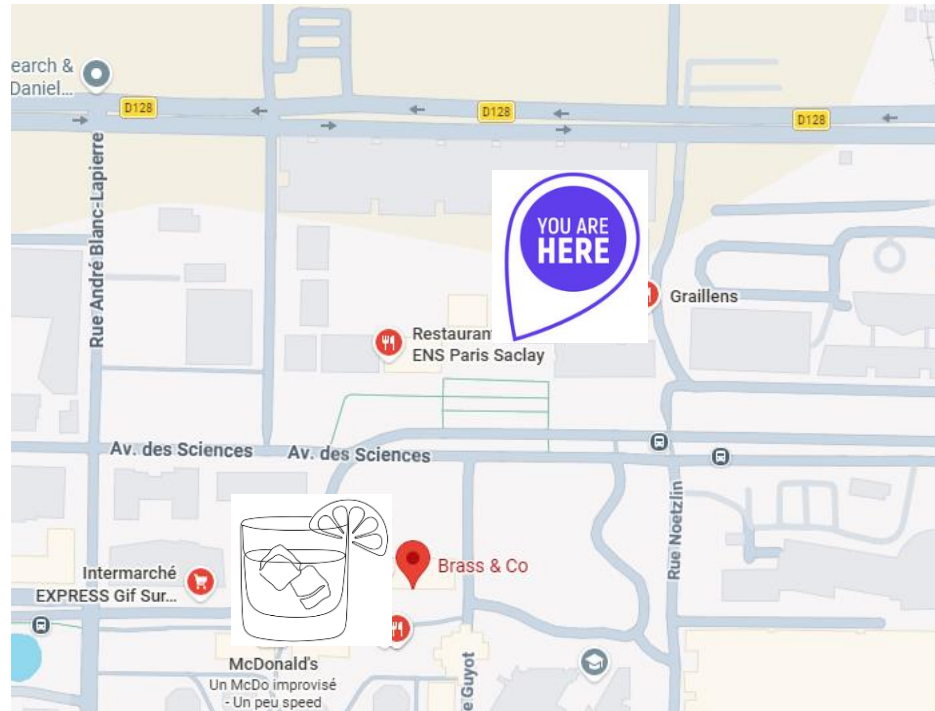 earch &
Daniel...
D128
D128
D128
Rue André Blanc-Lapierre
YOU ARE
HERE
Graillens
Restauran
ENS Paris Saclay
Av. des Sciences
Av. des Sciences
Rue Noetzlin
Brass & Co
Intermarché
EXPRESS Gif Sur...
McDonald's
Un McDo improvisé
- Un peu speed
e Guyot